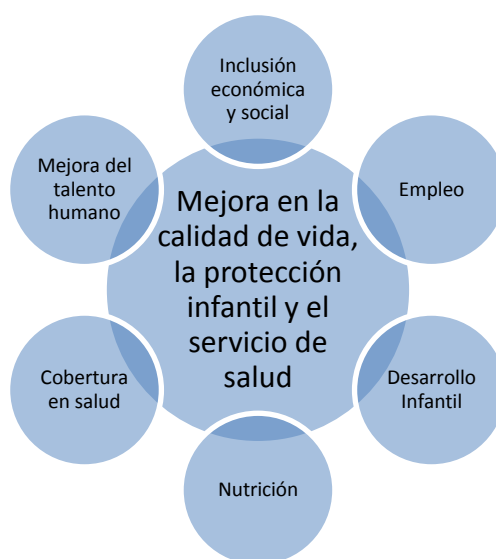 Inclusión
económica
y social
Mejora del
talento
humano
Empleo
Mejora en la
calidad de vida,
la protección
infantil y el
servicio de
salud
Cobertura
en salud
Desarrollo
Infantil
Nutrición